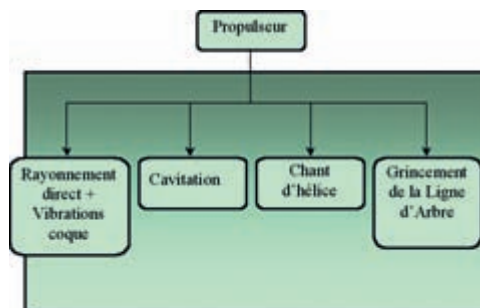 Propulseur
Rayonnement
direct +
Vibrations
coque
Cavitation
Chant
d'hélice
Grincement
de la Ligne
d'Arbre